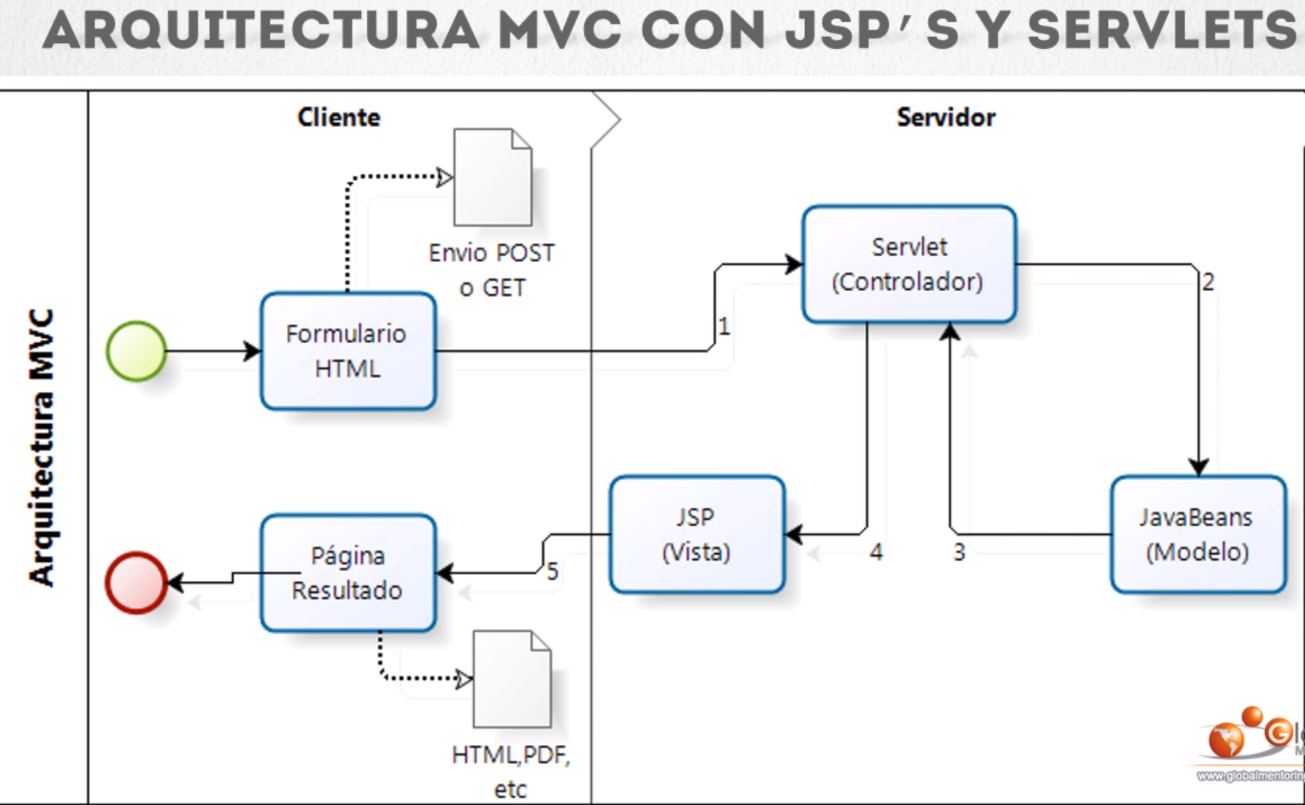 ARQUITECTURA MVC CON JSP'S Y SERVLETS
Arquitectura MVC
Cliente
Servidor
Envio POST
o GET
Formulario
HTML
1
Servlet
(Controlador)
2
JavaBeans
(Modelo)
3
4
JSP
(Vista)
5
Página
Resultado
HTML,PDF,
etc
www.globalmentorin